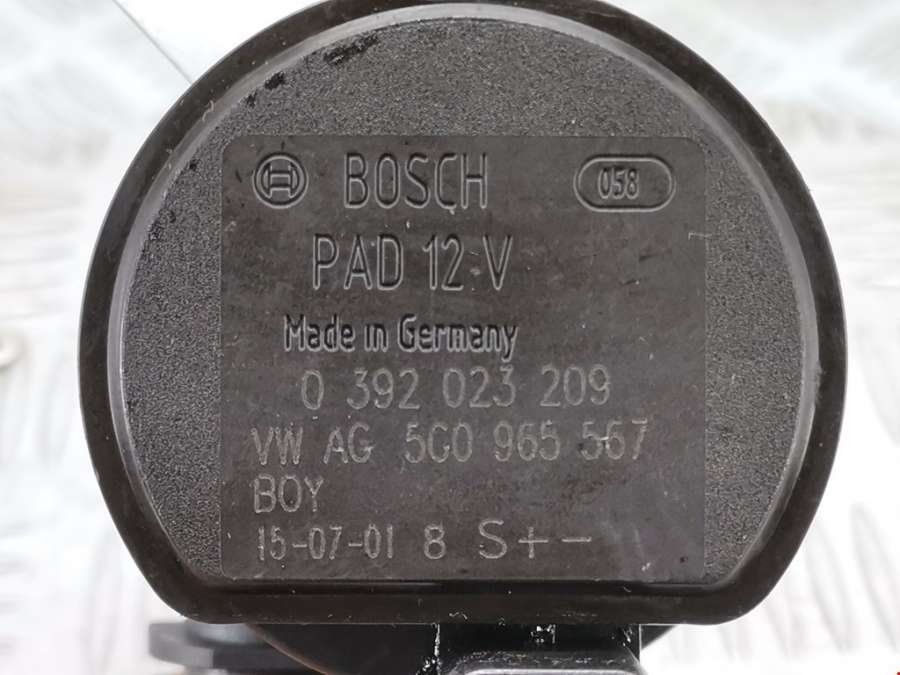 BOSCH 058
PAD 12 V
Made in Germany
0 392 023 209
VW AG 5C0 965 567
BOY
15-07-01 8 S+-